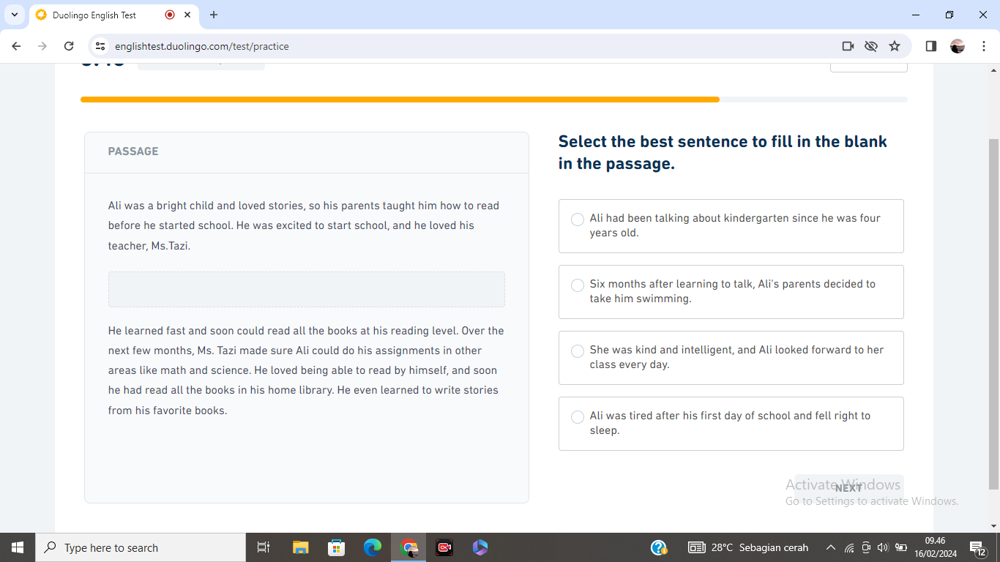 Duolingo English Test
englishtest.duolingo.com/test/practice
PASSAGE
Ali was a bright child and loved stories, so his parents taught him how to read
before he started school. He was excited to start school, and he loved his
teacher, Ms.Tazi.
He learned fast and soon could read all the books at his reading level. Over the
next few months, Ms. Tazi made sure Ali could do his assignments in other
areas like math and science. He loved being able to read by himself, and soon
he had read all the books in his home library. He even learned to write stories
from his favorite books.
Select the best sentence to fill in the blank
in the passage.
Ali had been talking about kindergarten since he was four
years old.
Six months after learning to talk, Ali's parents decided to
take him swimming.
She was kind and intelligent, and Ali looked forward to her
class every day.
Ali was tired after his first day of school and fell right to
sleep.
NEXT
Activate Windows
Go to Settings to activate Windows.
Type here to search
28°C Sebagian cerah
09.46
16/02/2024
12